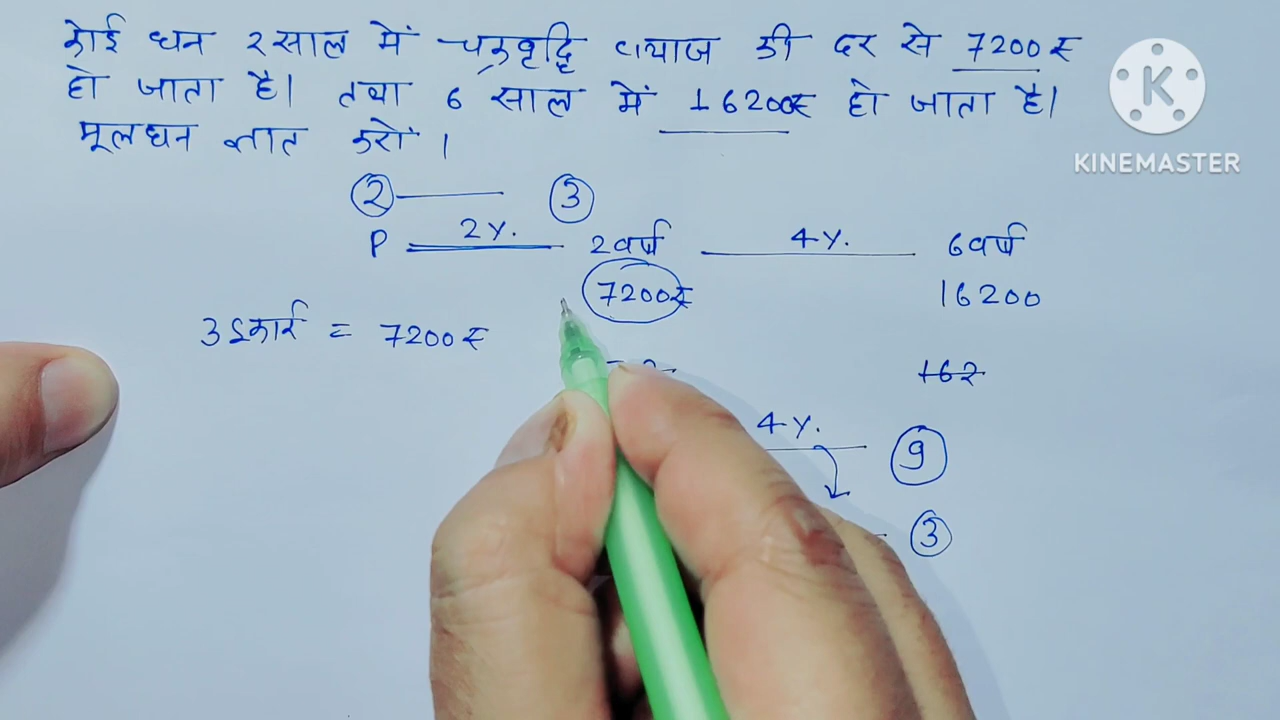 कोई धन 2 साल में चक्रवृद्धि ब्याज की दर से 7200₹
हो जाता है। तथा 6 साल में 16200₹ हो जाता है।
मूलधन ज्ञात करों ।
K
KINEMASTER
2 3
P 2Y. 2वर्ष 4Y. 6वर्ष
7200₹ 16200
3 इकाई = 7200₹
162
4Y. 9
3